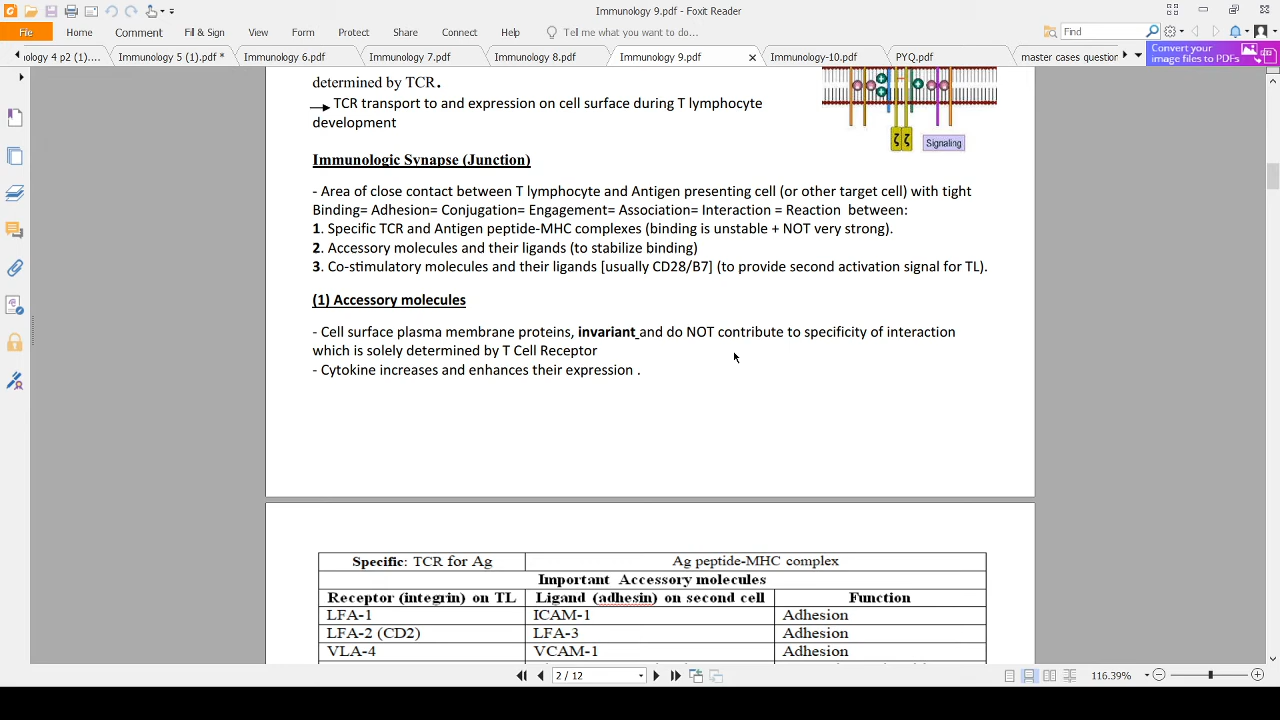 Immunology 9.pdf - Foxit Reader
File Home Comment View Form Protect Share Connect Help Tell me what you want to do... Find
Fill & Sign
ology 4 p2 (1).... Immunology 5 (1).pdf * Immunology 6.pdf Immunology 7.pdf Immunology 8.pdf Immunology 9.pdf Immunology-10.pdf PYQ.pdf master cases question
Convert your
image files to PDFs
determined by TCR.
TCR transport to and expression on cell surface during T lymphocyte
development
ζ ζ Signaling
Immunologic Synapse (Junction)
- Area of close contact between T lymphocyte and Antigen presenting cell (or other target cell) with tight
Binding= Adhesion= Conjugation= Engagement= Association= Interaction = Reaction between:
1. Specific TCR and Antigen peptide-MHC complexes (binding is unstable + NOT very strong).
2. Accessory molecules and their ligands (to stabilize binding)
3. Co-stimulatory molecules and their ligands [usually CD28/B7] (to provide second activation signal for TL).
(1) Accessory molecules
- Cell surface plasma membrane proteins, invariant and do NOT contribute to specificity of interaction
which is solely determined by T Cell Receptor
- Cytokine increases and enhances their expression .
Specific: TCR for Ag Ag peptide-MHC complex
Important Accessory molecules
Receptor (integrin) on TL Ligand (adhesin) on second cell Function
LFA-1 ICAM-1 Adhesion
LFA-2 (CD2) LFA-3 Adhesion
VLA-4 VCAM-1 Adhesion
2 / 12 116.39%